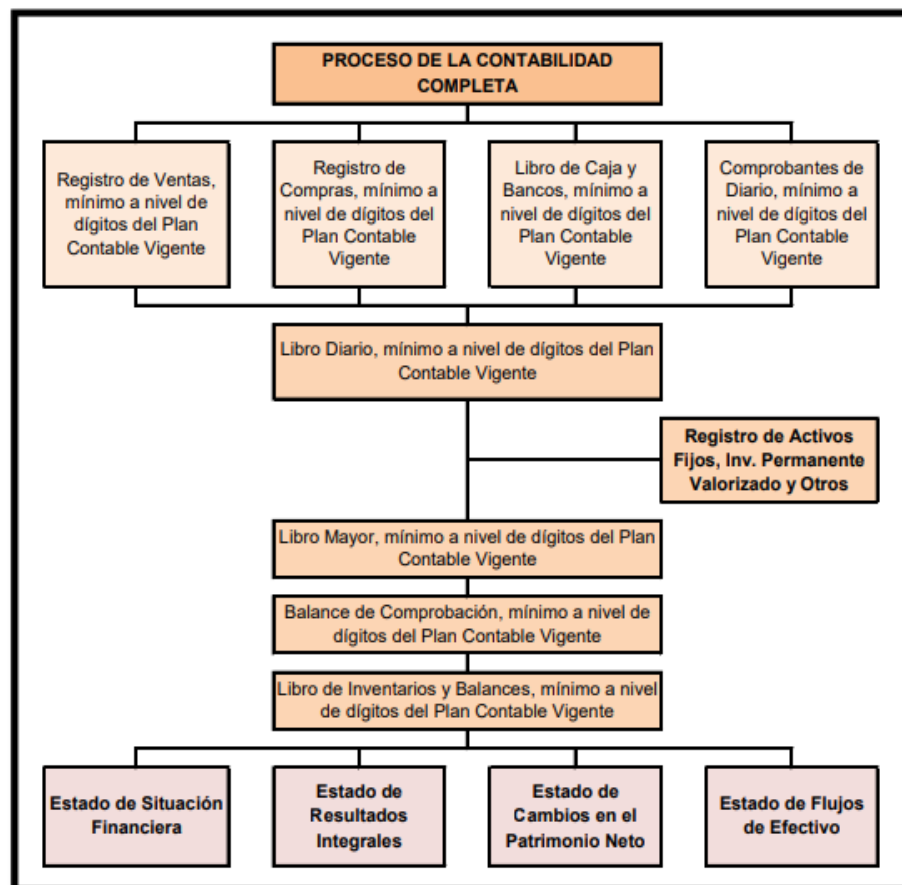 PROCESO DE LA CONTABILIDAD
COMPLETA
Registro de Ventas,
mínimo a nivel de
dígitos del Plan
Contable Vigente
Registro de
Compras, mínimo a
nivel de dígitos del
Plan Contable
Vigente
Libro de Caja y
Bancos, mínimo a
nivel de dígitos del
Plan Contable
Vigente
Comprobantes de
Diario, mínimo a
nivel de dígitos del
Plan Contable
Vigente
Libro Diario, mínimo a nivel de dígitos del Plan
Contable Vigente
Registro de Activos
Fijos, Inv. Permanente
Valorizado y Otros
Libro Mayor, mínimo a nivel de dígitos del Plan
Contable Vigente
Balance de Comprobación, mínimo a nivel de
dígitos del Plan Contable Vigente
Libro de Inventarios y Balances, mínimo a nivel
de dígitos del Plan Contable Vigente
Estado de Situación
Financiera
Estado de
Resultados
Integrales
Estado de
Cambios en el
Patrimonio Neto
Estado de Flujos
de Efectivo